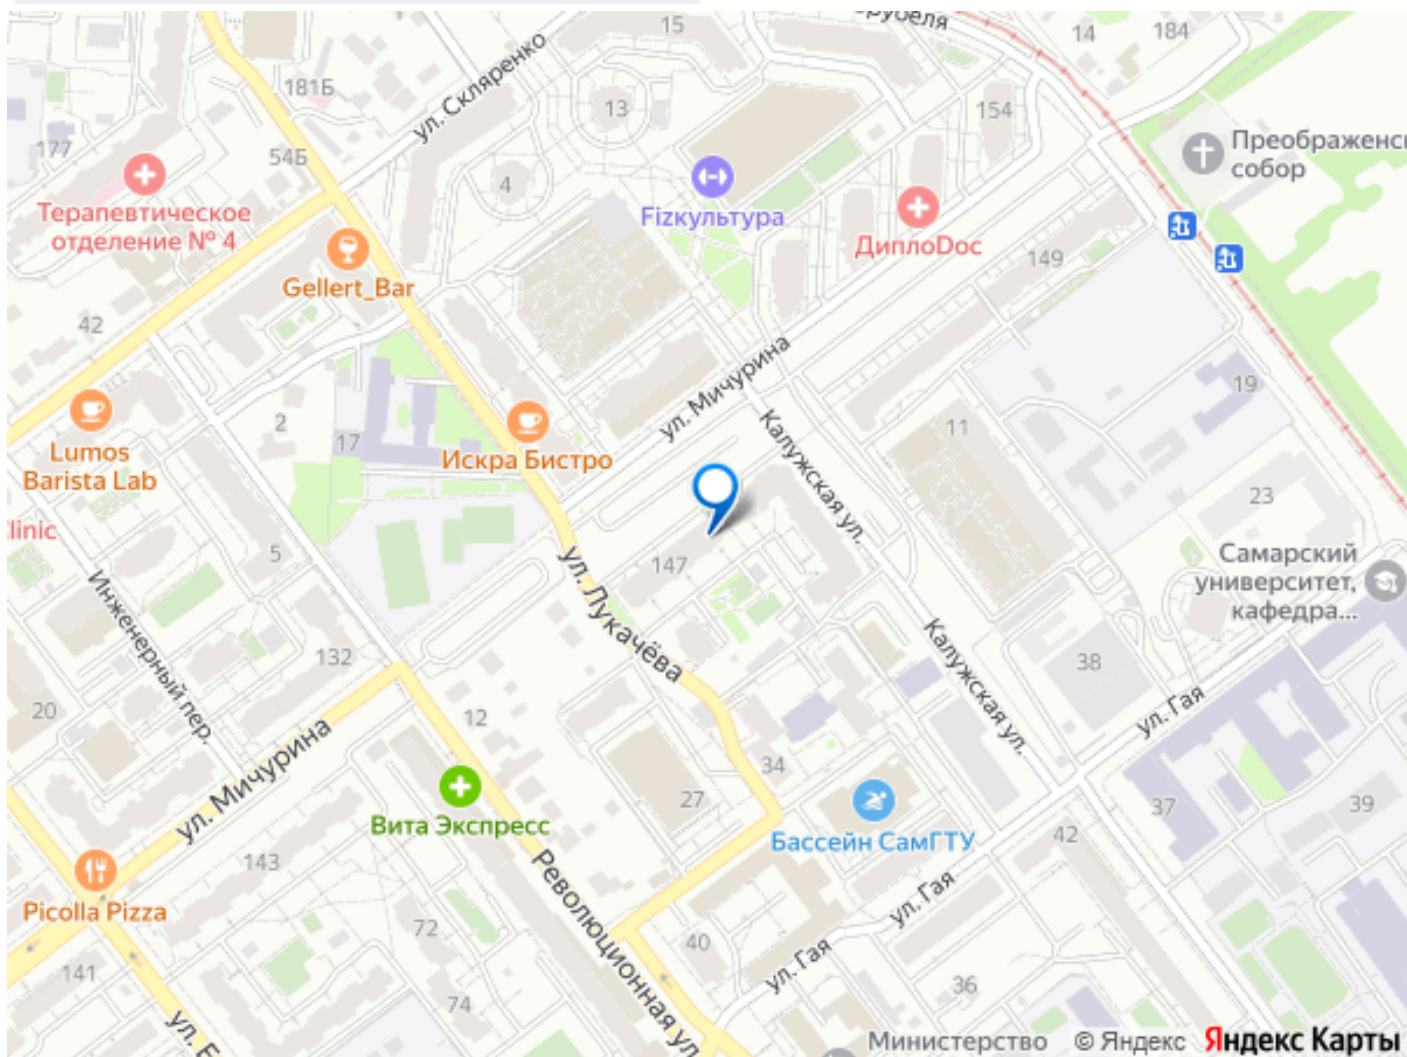 15
14
184
154
181Б
ул. Скляренко
13
177
54Б
4
Преображенс
собор
Терапевтическое
отделение № 4
Fizкультура
ДиплоDoc
149
Gellert_Bar
42
ул. Мичурина
19
2
17
11
Lumos
Barista Lab
Искра Бистро
Калужская ул.
23
linic
5
147
Самарский
университет,
кафедра...
Инженерный пер.
ул. Лукачёва
132
Калужская ул.
38
20
12
ул. Гая
ул. Мичурина
34
27
37
39
Вита Экспресс
Бассейн СамГТУ
42
143
Picolla Pizza
Революционная ул.
ул. Гая
72
40
ул. Гая
141
74
36
Министерство
© Яндекс
Яндекс Карты